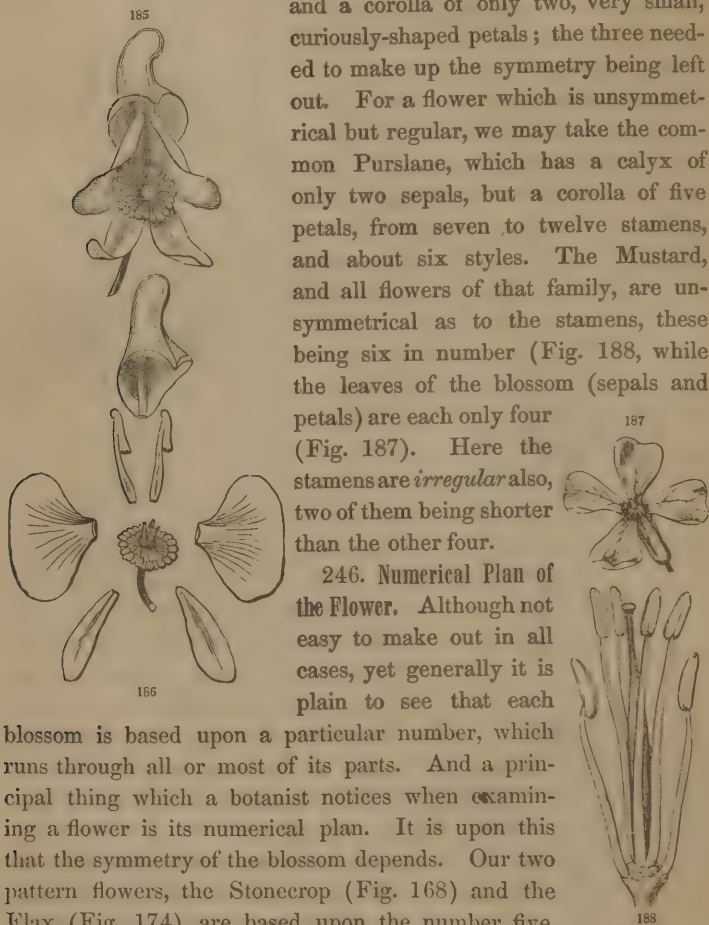 185
and a corolla of only two, very small,
curiously-shaped petals; the three need-
ed to make up the symmetry being left
out. For a flower which is unsymmet-
rical but regular, we may take the com-
mon Purslane, which has a calyx of
only two sepals, but a corolla of five
petals, from seven to twelve stamens,
and about six styles. The Mustard,
and all flowers of that family, are un-
symmetrical as to the stamens, these
being six in number (Fig. 188, while
the leaves of the blossom (sepals and
petals) are each only four
(Fig. 187). Here the
stamens are irregular also,
two of them being shorter
than the other four.
187
246. Numerical Plan of
the Flower. Although not
easy to make out in all
cases, yet generally it is
plain to see that each
186
blossom is based upon a particular number, which
runs through all or most of its parts. And a prin-
cipal thing which a botanist notices when examin-
ing a flower is its numerical plan. It is upon this
that the symmetry of the blossom depends. Our two
pattern flowers, the Stonecrop (Fig. 168) and the
Flax (Fig. 174) are based upon the number five,
188